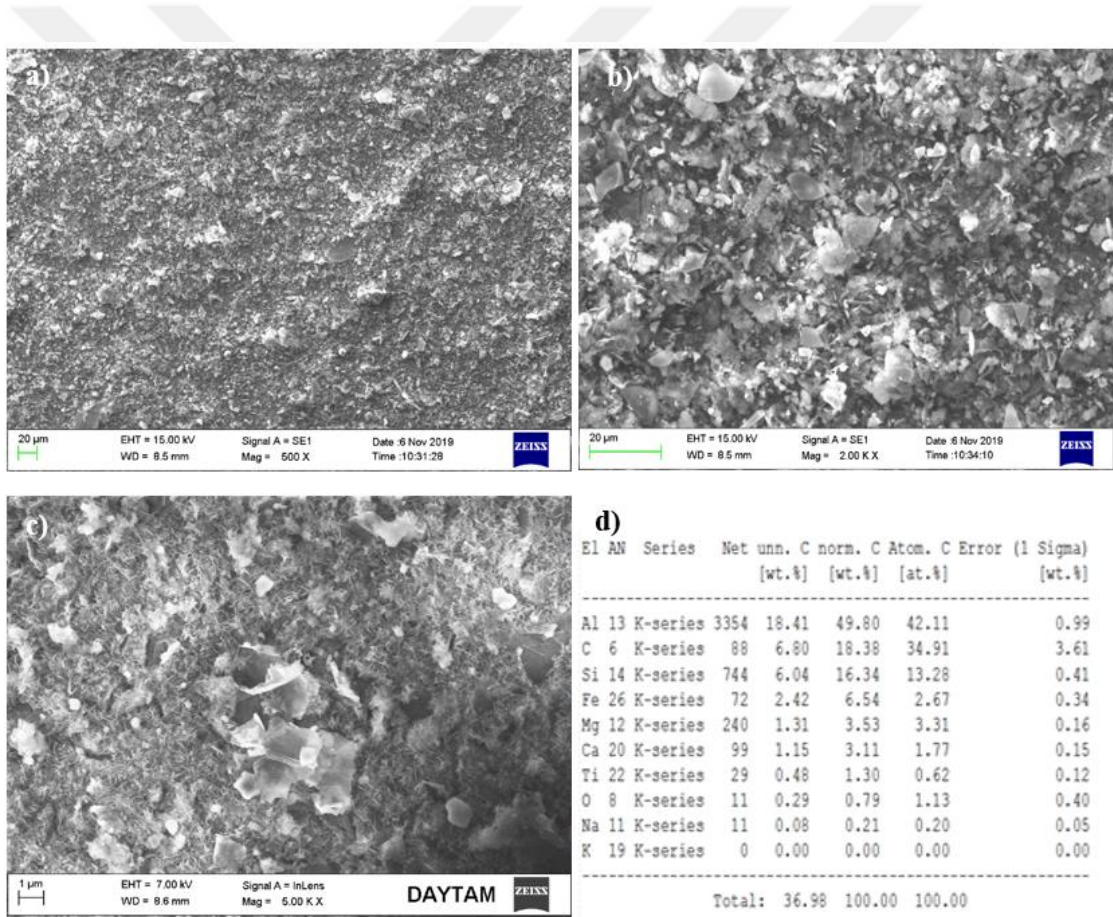 a)
20 µm
EHT = 15.00 kV
Signal A = SE1
Date :6 Nov 2019
WD = 8.5 mm
Mag = 500 X
Time :10:31:28
ZEISS
b)
20 µm
EHT = 15.00 kV
Signal A = SE1
Date :6 Nov 2019
WD = 8.5 mm
Mag = 2.00 K X
Time :10:34:10
ZEISS
c)
1 µm
EHT = 7.00 kV
Signal A = InLens
WD = 8.6 mm
Mag = 5.00 K X
DAYTAM
ZEISS
d)
El AN Series Net unn. C norm. C Atom. C Error (1 Sigma)
[wt.%] [wt.%] [at.%] [wt.%]
Al 13 K-series 3354 18.41 49.80 42.11 0.99
C 6 K-series 88 6.80 18.38 34.91 3.61
Si 14 K-series 744 6.04 16.34 13.28 0.41
Fe 26 K-series 72 2.42 6.54 2.67 0.34
Mg 12 K-series 240 1.31 3.53 3.31 0.16
Ca 20 K-series 99 1.15 3.11 1.77 0.15
Ti 22 K-series 29 0.48 1.30 0.62 0.12
O 8 K-series 11 0.29 0.79 1.13 0.40
Na 11 K-series 11 0.08 0.21 0.20 0.05
K 19 K-series 0 0.00 0.00 0.00 0.00
Total: 36.98 100.00 100.00